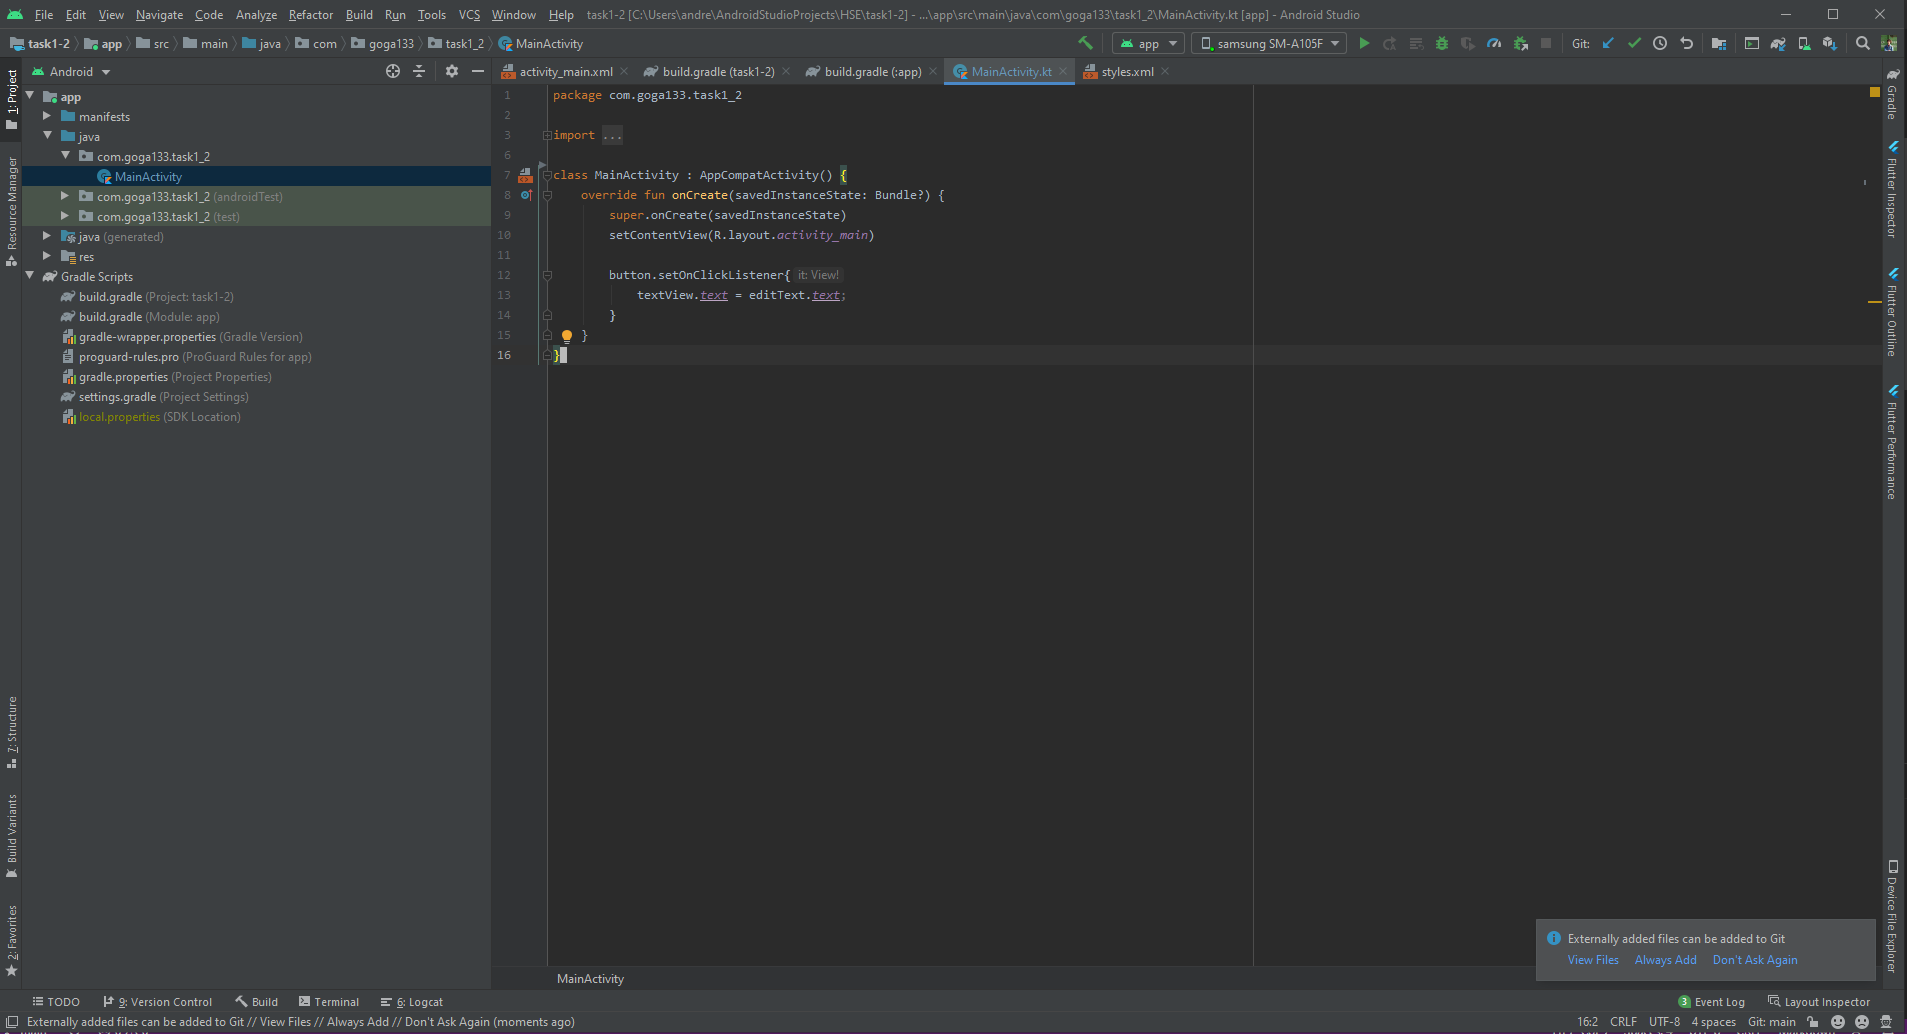 File Edit View Navigate Code Analyze Refactor Build Run Tools VCS Window Help task1-2 [C:\Users\andre\AndroidStudioProjects\HSE\task1-2] - ...\app\src\main\java\com\goga133\task1_2\MainActivity.kt [app] - Android Studio
task1-2 app src main java com goga133 task1_2 MainActivity app samsung SM-A105F Git:
Android
activity_main.xml build.gradle (task1-2) build.gradle (:app) MainActivity.kt styles.xml
1: Project
Resource Manager
7: Structure
Build Variants
2: Favorites
app
manifests
java
com.goga133.task1_2
MainActivity
com.goga133.task1_2 (androidTest)
com.goga133.task1_2 (test)
java (generated)
res
Gradle Scripts
build.gradle (Project: task1-2)
build.gradle (Module: app)
gradle-wrapper.properties (Gradle Version)
proguard-rules.pro (ProGuard Rules for app)
gradle.properties (Project Properties)
settings.gradle (Project Settings)
local.properties (SDK Location)
1 package com.goga133.task1_2
2
3 import ...
6
7 class MainActivity : AppCompatActivity() {
8 override fun onCreate(savedInstanceState: Bundle?) {
9 super.onCreate(savedInstanceState)
10 setContentView(R.layout.activity_main)
11
12 button.setOnClickListener{ it: View!
13 textView.text = editText.text;
14 }
15 }
16 }
Gradle
Flutter Inspector
Flutter Outline
Flutter Performance
Device File Explorer
Externally added files can be added to Git
View Files Always Add Don't Ask Again
MainActivity
TODO 9: Version Control Build Terminal 6: Logcat 3 Event Log Layout Inspector
Externally added files can be added to Git // View Files // Always Add // Don't Ask Again (moments ago) 16:2 CRLF UTF-8 4 spaces Git: main